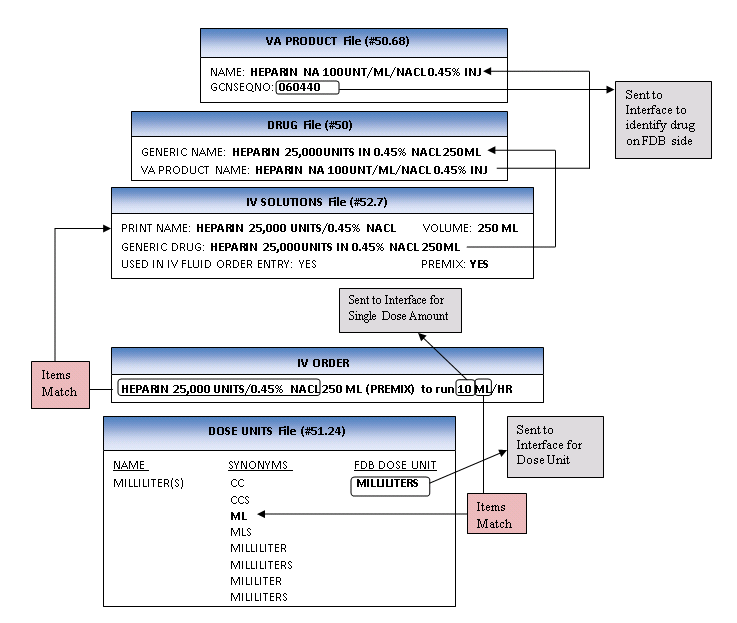 VA PRODUCT File (#50.68)
NAME: HEPARIN NA 100UNT/ML/NACL 0.45% INJ
GCNSEQNO: 060440
Sent to
Interface to
identify drug
on FDB side
DRUG File (#50)
GENERIC NAME: HEPARIN 25,000UNITS IN 0.45% NACL 250ML
VA PRODUCT NAME: HEPARIN NA 100UNT/ML/NACL 0.45% INJ
IV SOLUTIONS File (#52.7)
PRINT NAME: HEPARIN 25,000 UNITS/0.45% NACL VOLUME: 250 ML
GENERIC DRUG: HEPARIN 25,000UNITS IN 0.45% NACL 250ML
USED IN IV FLUID ORDER ENTRY: YES PREMIX: YES
Sent to Interface for
Single Dose Amount
Items
Match
IV ORDER
HEPARIN 25,000 UNITS/0.45% NACL 250 ML (PREMIX) to run 10 ML/HR
DOSE UNITS File (#51.24)
NAME SYNONYMS FDB DOSE UNIT
MILLILITER(S) CC MILLILITERS
CCS
ML
MLS
MILLILITER
MILLILITERS
MILILITER
MILILITERS
Sent to
Interface for
Dose Unit
Items
Match